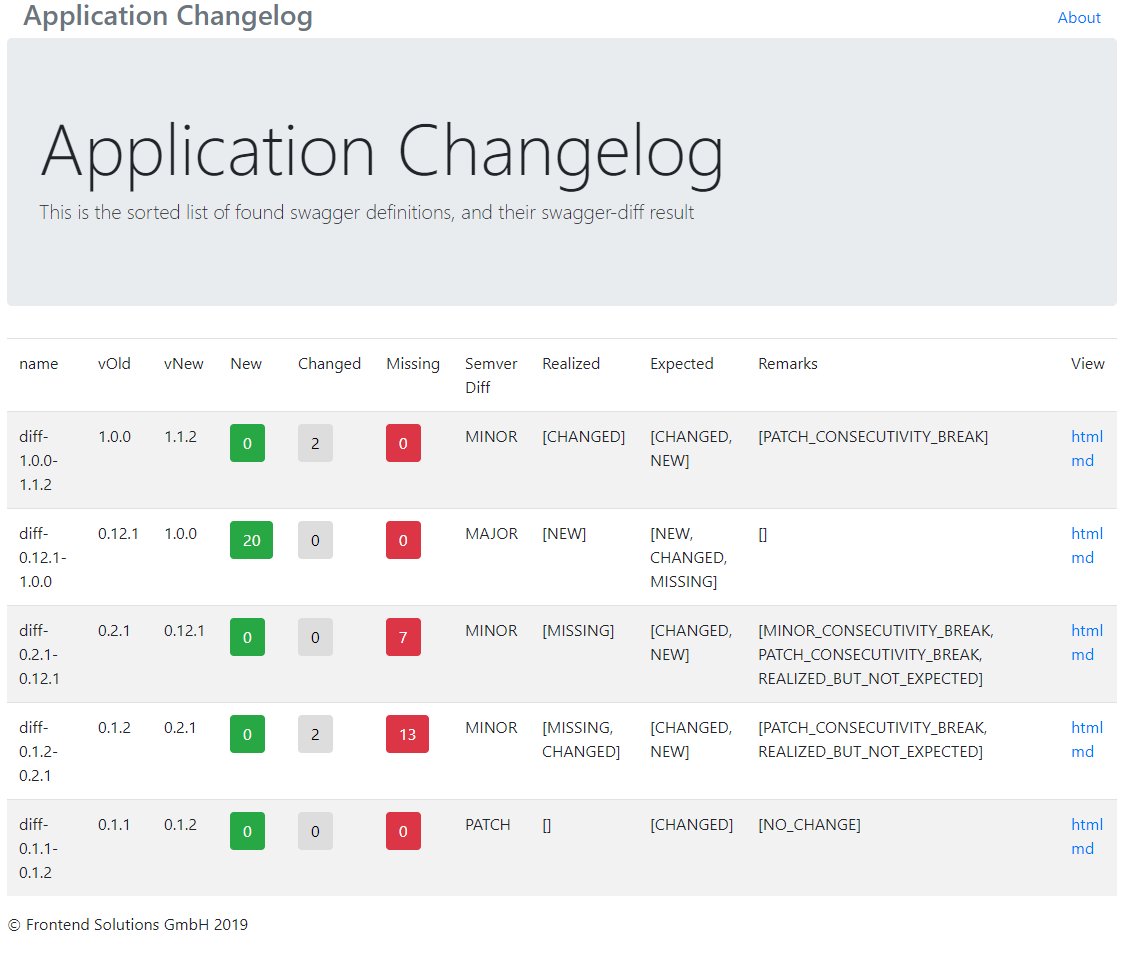 Application Changelog About
Application Changelog
This is the sorted list of found swagger definitions, and their swagger-diff result
name vOld vNew New Changed Missing Semver Realized Expected Remarks View
Diff
diff- 1.0.0 1.1.2 0 2 0 MINOR [CHANGED] [CHANGED, [PATCH_CONSECUTIVITY_BREAK] html
1.0.0- NEW] md
1.1.2
diff- 0.12.1 1.0.0 20 0 0 MAJOR [NEW] [NEW, [] html
0.12.1- CHANGED, md
1.0.0 MISSING]
diff- 0.2.1 0.12.1 0 0 7 MINOR [MISSING] [CHANGED, [MINOR_CONSECUTIVITY_BREAK, html
0.2.1- NEW] PATCH_CONSECUTIVITY_BREAK, md
0.12.1 REALIZED_BUT_NOT_EXPECTED]
diff- 0.1.2 0.2.1 0 2 13 MINOR [MISSING, [CHANGED, [PATCH_CONSECUTIVITY_BREAK, html
0.1.2- CHANGED] NEW] REALIZED_BUT_NOT_EXPECTED] md
0.2.1
diff- 0.1.1 0.1.2 0 0 0 PATCH [] [CHANGED] [NO_CHANGE] html
0.1.1- md
0.1.2
© Frontend Solutions GmbH 2019